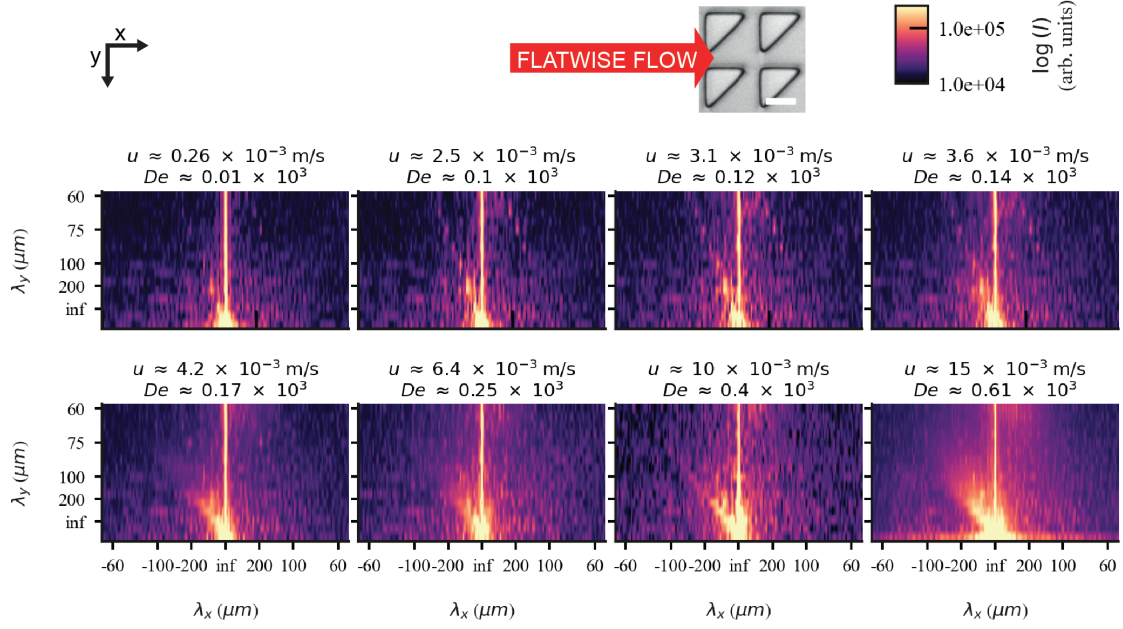 x
y
FLATWISE FLOW
1.0e+05
1.0e+04
log (I)
(arb. units)
u ≈ 0.26 × 10⁻³ m/s
De ≈ 0.01 × 10³
u ≈ 2.5 × 10⁻³ m/s
De ≈ 0.1 × 10³
u ≈ 3.1 × 10⁻³ m/s
De ≈ 0.12 × 10³
u ≈ 3.6 × 10⁻³ m/s
De ≈ 0.14 × 10³
λy (μm)
60
75
100
200
inf
u ≈ 4.2 × 10⁻³ m/s
De ≈ 0.17 × 10³
u ≈ 6.4 × 10⁻³ m/s
De ≈ 0.25 × 10³
u ≈ 10 × 10⁻³ m/s
De ≈ 0.4 × 10³
u ≈ 15 × 10⁻³ m/s
De ≈ 0.61 × 10³
λy (μm)
60
75
100
200
inf
-60 -100 -200 inf 200 100 60
-60 -100 -200 inf 200 100 60
-60 -100 -200 inf 200 100 60
-60 -100 -200 inf 200 100 60
λx (μm)
λx (μm)
λx (μm)
λx (μm)